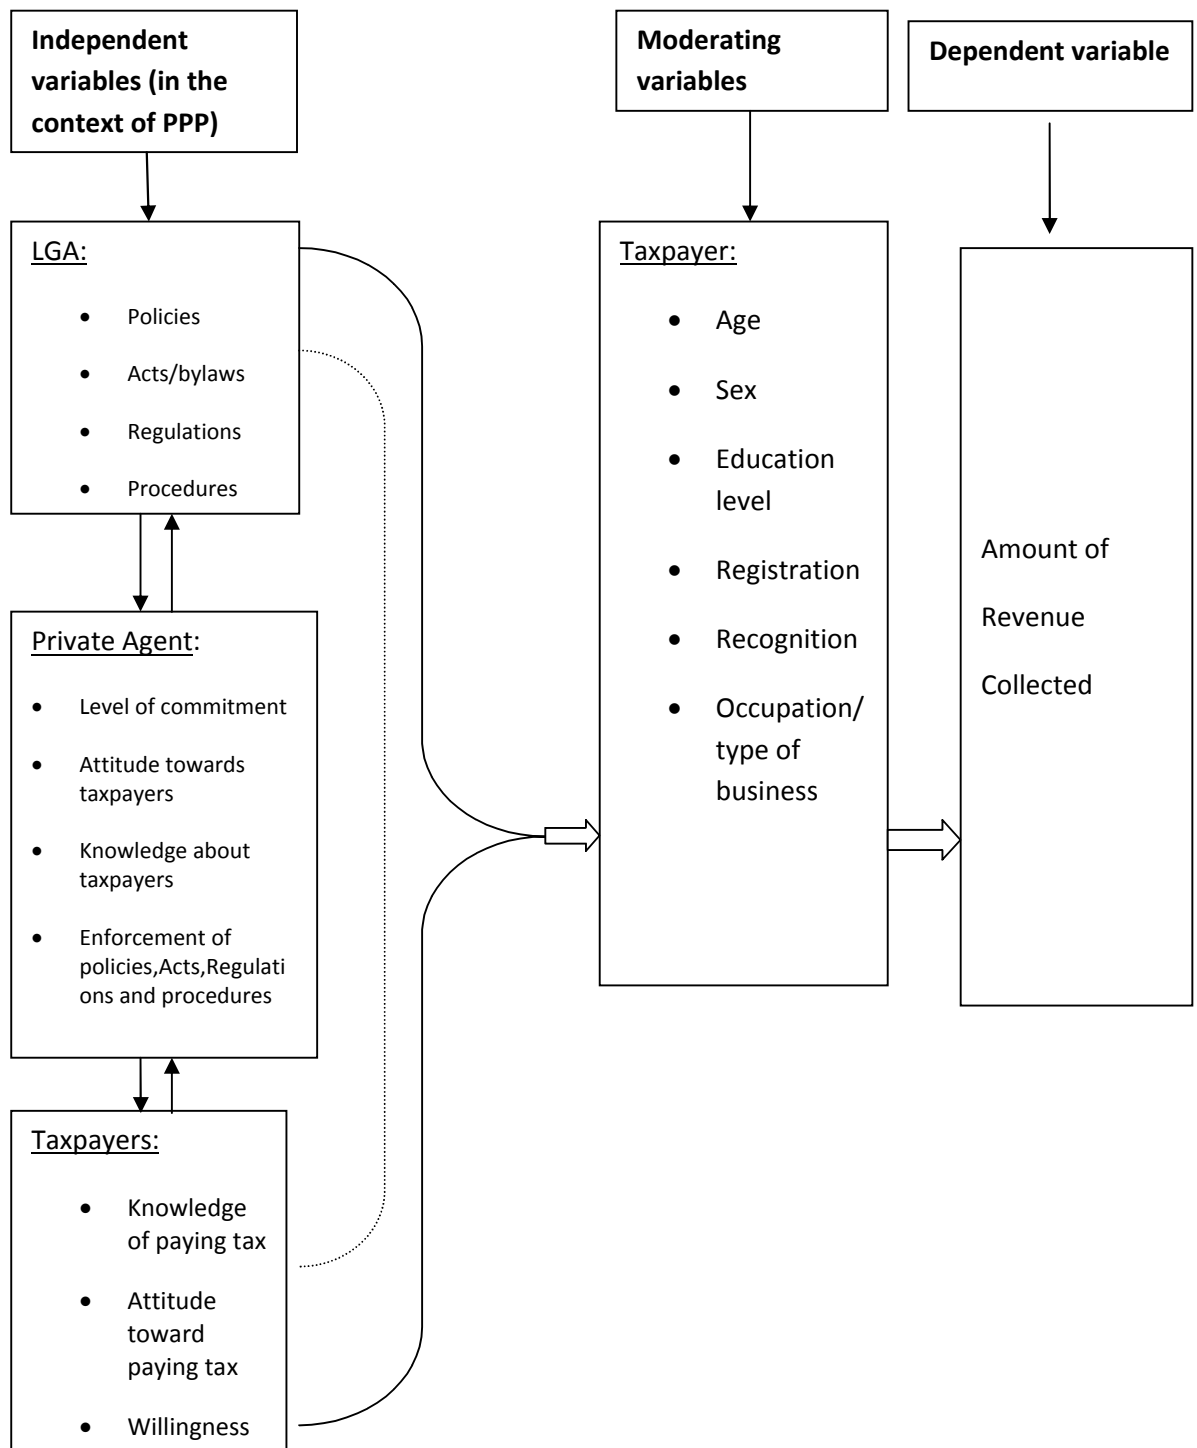 Independent
variables (in the
context of PPP)
Moderating
variables
Dependent variable
LGA:
• Policies
• Acts/bylaws
• Regulations
• Procedures
Private Agent:
• Level of commitment
• Attitude towards
taxpayers
• Knowledge about
taxpayers
• Enforcement of
policies,Acts,Regulati
ons and procedures
Taxpayers:
• Knowledge
of paying tax
• Attitude
toward
paying tax
• Willingness
Taxpayer:
• Age
• Sex
• Education
level
• Registration
• Recognition
• Occupation/
type of
business
Amount of
Revenue
Collected